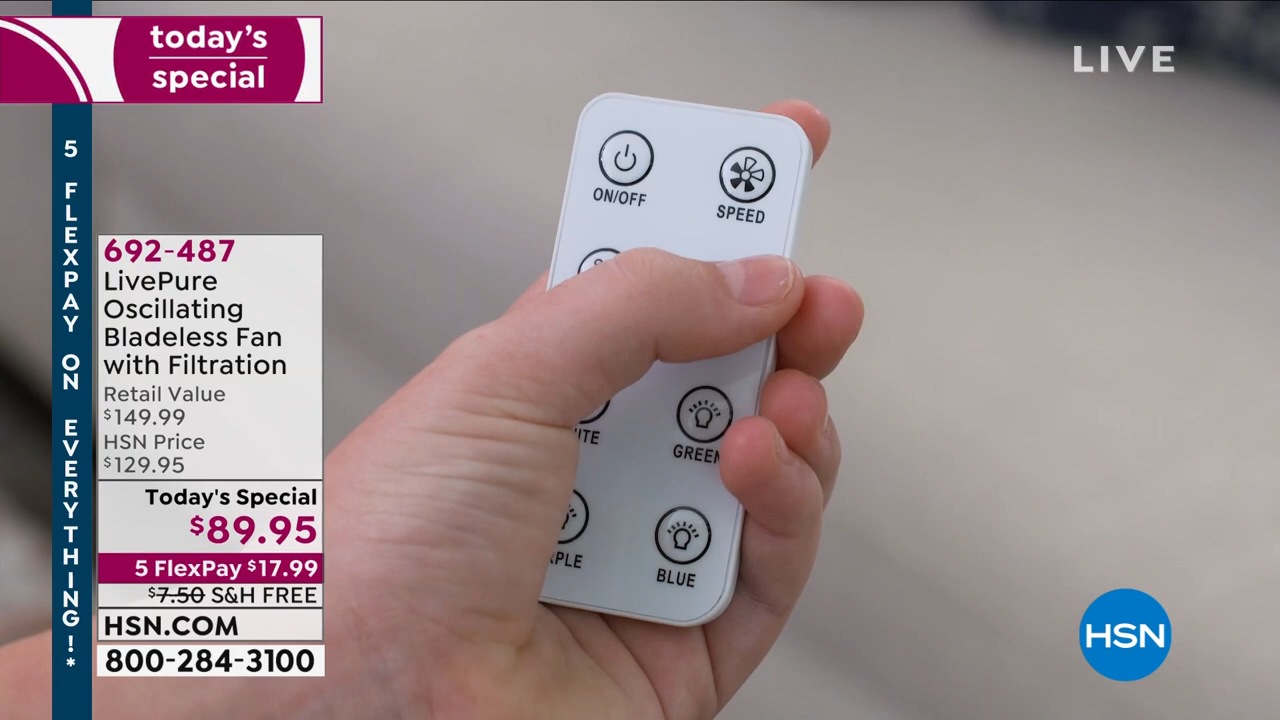 today's
special
LIVE
5 FLEXPAY ON EVERYTHING!*
692-487
LivePure
Oscillating
Bladeless Fan
with Filtration
Retail Value
$149.99
HSN Price
$129.95
Today's Special
$89.95
5 FlexPay $17.99
$7.50 S&H FREE
HSN.COM
800-284-3100
ON/OFF
SPEED
GREEN
BLUE
HSN